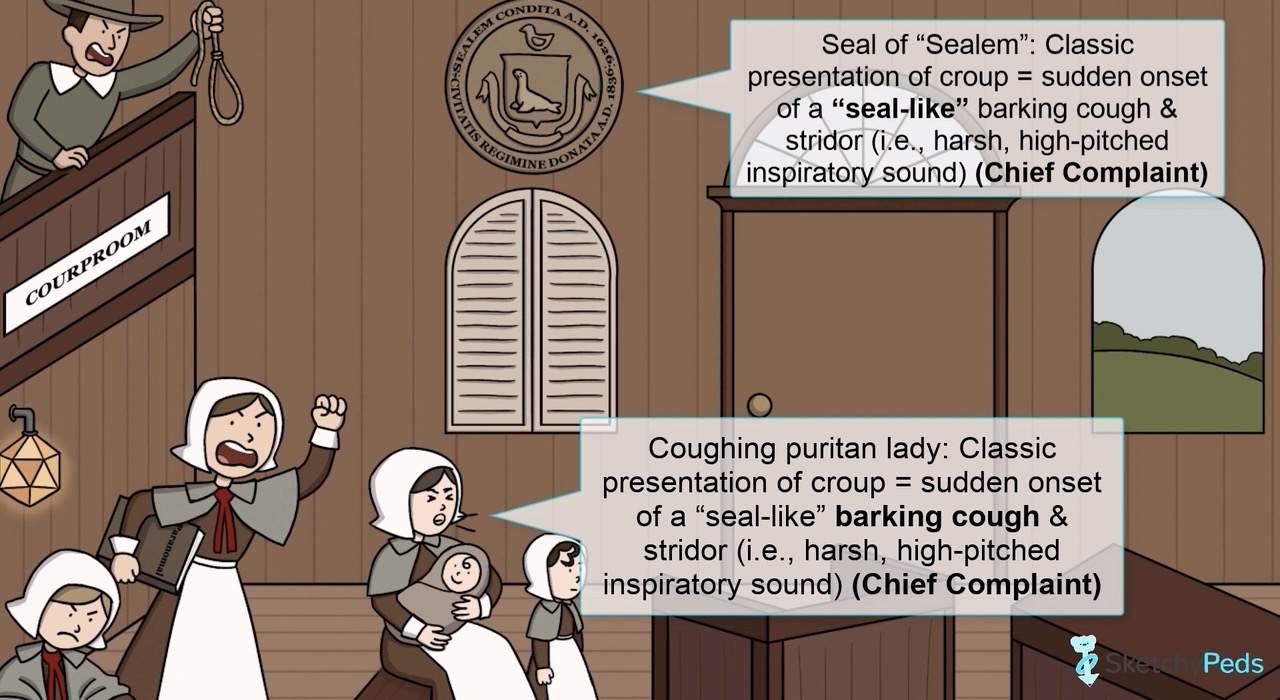 CIVITATIS REGIMINE DONATA A.D. 1836·SEALEM CONDITA A.D. 1626·
Seal of “Sealem”: Classic
presentation of croup = sudden onset
of a “seal-like” barking cough &
stridor (i.e., harsh, high-pitched
inspiratory sound) (Chief Complaint)
COURPROOM
Coughing puritan lady: Classic
presentation of croup = sudden onset
of a “seal-like” barking cough &
stridor (i.e., harsh, high-pitched
inspiratory sound) (Chief Complaint)
aranormal
SketchyPeds